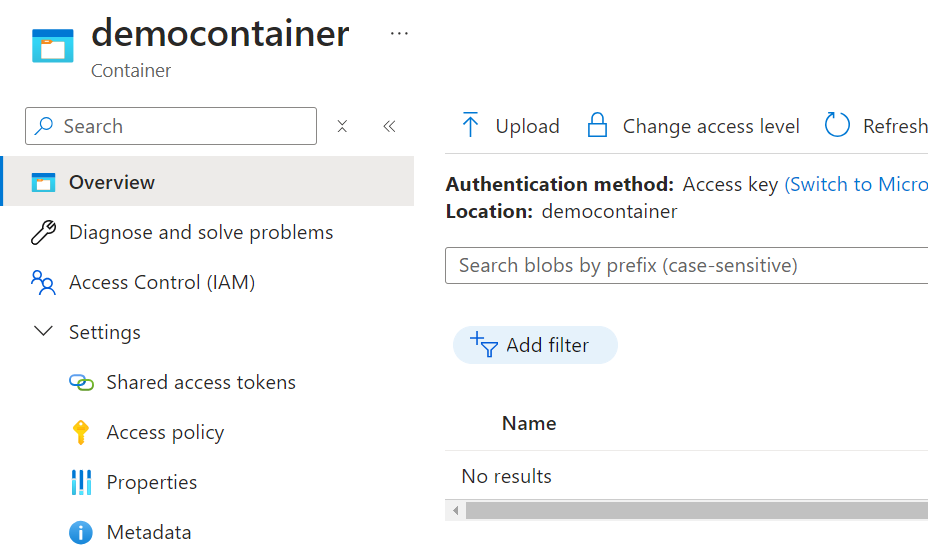 democontainer ...
Container
Search
Overview
Diagnose and solve problems
Access Control (IAM)
Settings
Shared access tokens
Access policy
Properties
Metadata
Upload Change access level Refresh
Authentication method: Access key (Switch to Micro
Location: democontainer
Search blobs by prefix (case-sensitive)
Add filter
Name
No results